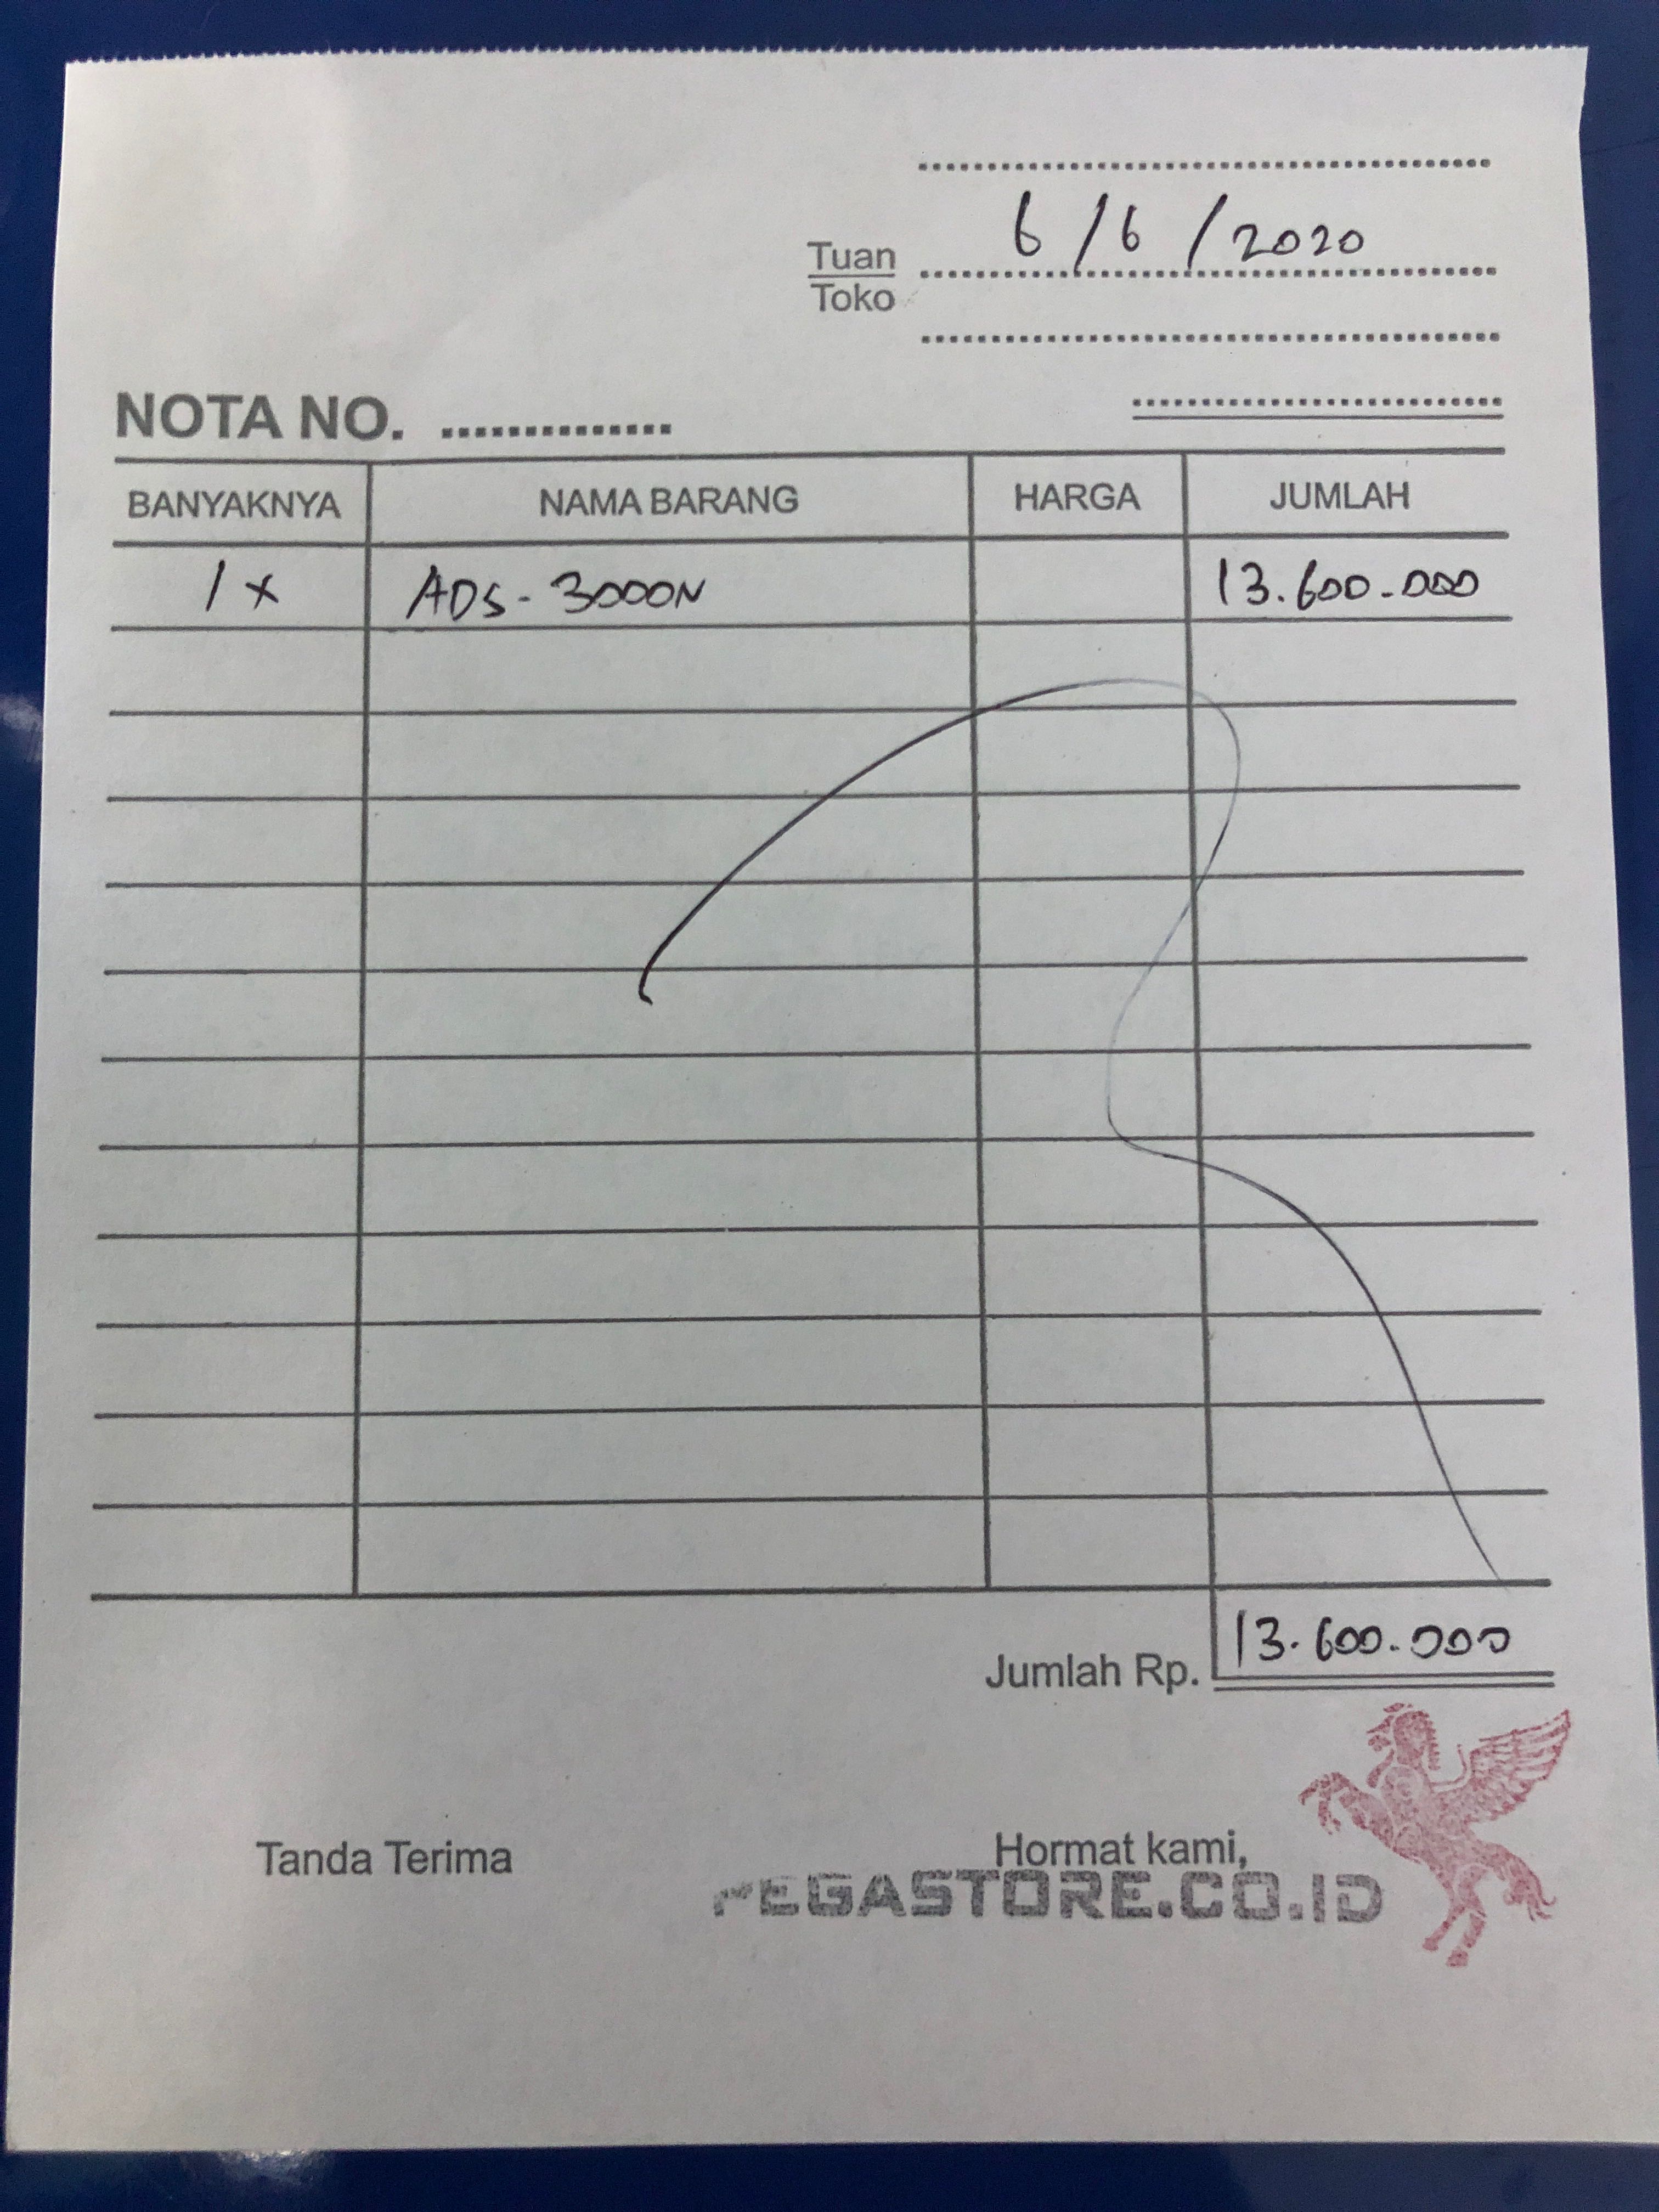 6/6/2020
Tuan
Toko
NOTA NO. ..............
BANYAKNYA NAMA BARANG HARGA JUMLAH
1x ADS-3000N 13.600.000
Jumlah Rp. 13.600.000
Tanda Terima Hormat kami,
PEGASTORE.CO.ID